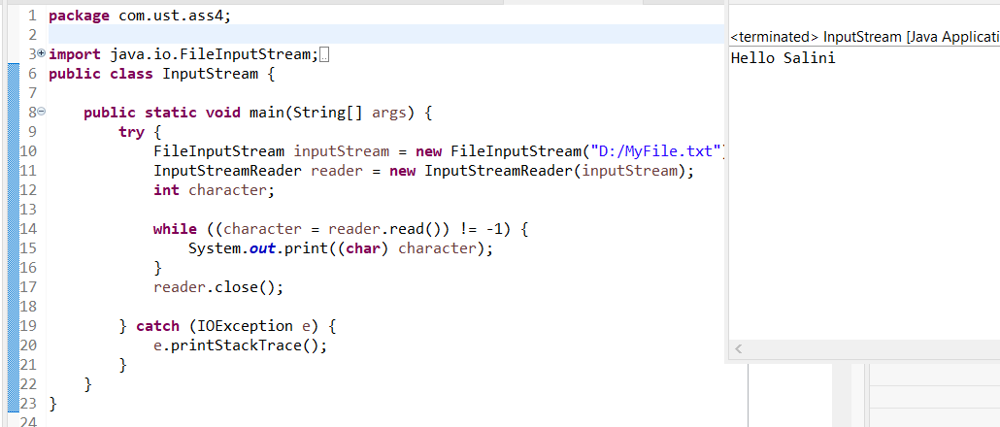 1 package com.ust.ass4;
2
3 import java.io.FileInputStream;
6 public class InputStream {
7
8     public static void main(String[] args) {
9         try {
10             FileInputStream inputStream = new FileInputStream("D:/MyFile.txt")
11             InputStreamReader reader = new InputStreamReader(inputStream);
12             int character;
13
14             while ((character = reader.read()) != -1) {
15                 System.out.print((char) character);
16             }
17             reader.close();
18
19         } catch (IOException e) {
20             e.printStackTrace();
21         }
22     }
23 }
24
<terminated> InputStream [Java Applicati
Hello Salini